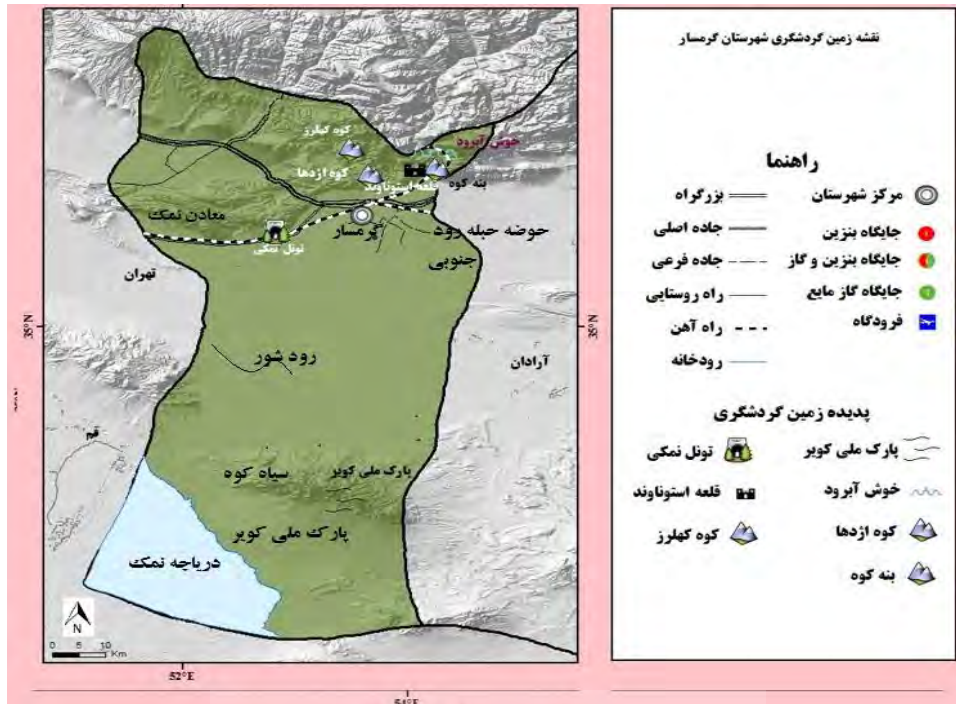 نقشه زمین گردشگری شهرستان گرمسار
راهنما
مرکز شهرستان
بزرگراه
جایگاه بنزین
جاده اصلی
جایگاه بنزین و گاز
جاده فرعی
جایگاه گاز مایع
راه روستایی
فرودگاه
راه آهن
رودخانه
پدیده زمین گردشگری
پارک ملی کویر
تونل نمکی
خوش آبرود
قلعه استوناوند
کوه اژدها
کوه کهلرز
بنه کوه
خوش آبرود
کوه کهلرز
کوه اژدها
قلعه استوناوند
بنه کوه
معادن نمک
گرمسار
حوضه حبله رود
جنوبی
تونل نمکی
تهران
35°N
35°N
رود شور
آرادان
قم
سیاه کوه
پارک ملی کویر
پارک ملی کویر
دریاچه نمک
N
0 5 10
Km
52°E
54°E